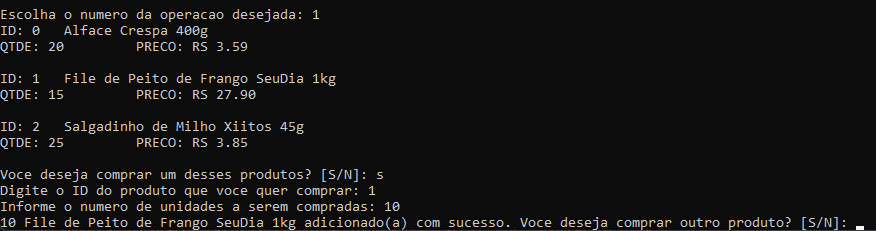 Escolha o numero da operacao desejada: 1
ID: 0   Alface Crespa 400g
QTDE: 20         PRECO: RS 3.59
ID: 1   File de Peito de Frango SeuDia 1kg
QTDE: 15         PRECO: RS 27.90
ID: 2   Salgadinho de Milho Xiitos 45g
QTDE: 25         PRECO: RS 3.85
Voce deseja comprar um desses produtos? [S/N]: s
Digite o ID do produto que voce quer comprar: 1
Informe o numero de unidades a serem compradas: 10
10 File de Peito de Frango SeuDia 1kg adicionado(a) com sucesso. Voce deseja comprar outro produto? [S/N]: